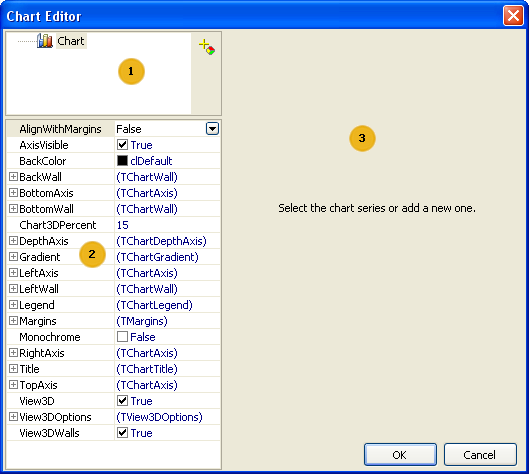 Chart Editor
Chart
1
AlignWithMargins False
AxisVisible True
BackColor clDefault
BackWall (TChartWall)
BottomAxis (TChartAxis)
BottomWall (TChartWall)
Chart3DPercent 15
DepthAxis (TChartDepthAxis)
Gradient (TChartGradient)
2
LeftAxis (TChartAxis)
LeftWall (TChartWall)
Legend (TChartLegend)
Margins (TMargins)
Monochrome False
RightAxis (TChartAxis)
Title (TChartTitle)
TopAxis (TChartAxis)
View3D True
View3DOptions (TView3DOptions)
View3DWalls True
3
Select the chart series or add a new one.
OK Cancel